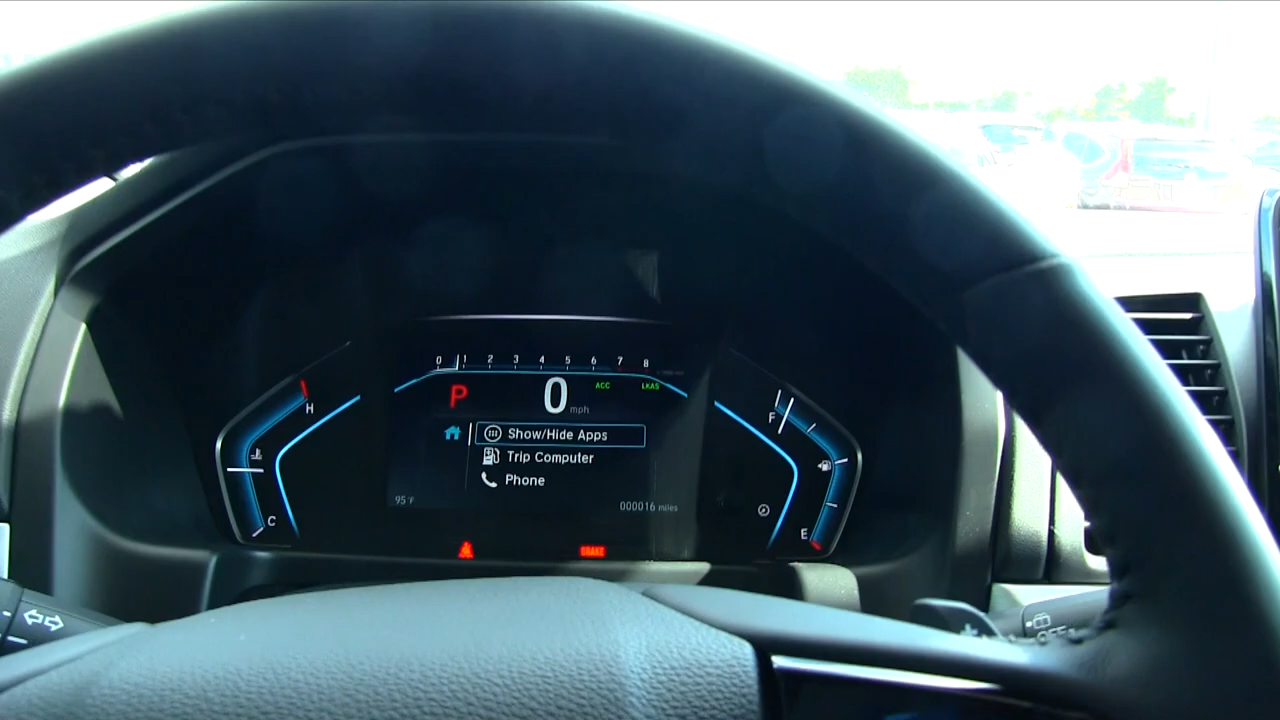 0 1 2 3 4 5 6 7 8
P 0 mph ACC LKAS
H
F
Show/Hide Apps
Trip Computer
Phone
95 °F
000016 miles
C
E
BRAKE
OFF